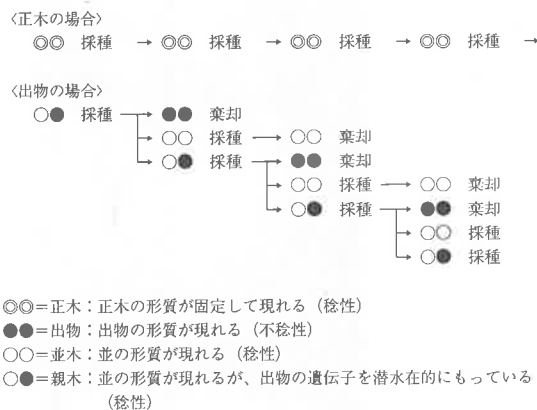 〈正木の場合〉
◎◎ 採種 → ◎◎ 採種 → ◎◎ 採種 → ◎◎ 採種 →
〈出物の場合〉
○● 採種 → ●● 棄却
→ ○○ 採種 → ○○ 棄却
→ ○● 採種 → ●● 棄却
→ ○○ 採種 → ○○ 棄却
→ ○● 採種 → ●● 棄却
→ ○○ 採種
→ ○● 採種
◎◎=正木：正木の形質が固定して現れる（稔性）
●●=出物：出物の形質が現れる（不稔性）
○○=並木：並の形質が現れる（稔性）
○●=親木：並の形質が現れるが、出物の遺伝子を潜水在的にもっている
（稔性）